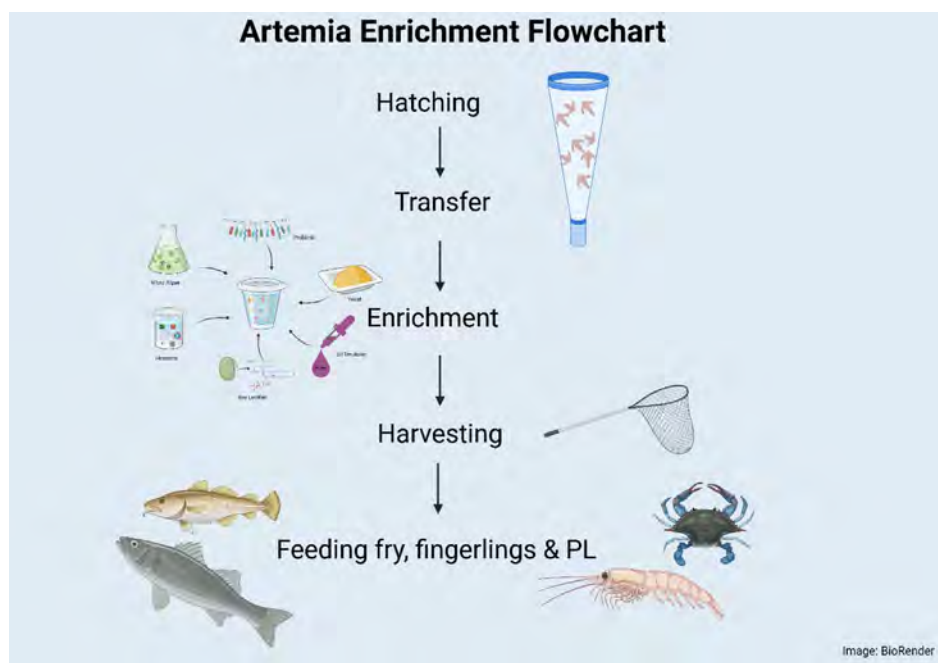 Artemia Enrichment Flowchart
Hatching
Transfer
Probiotic
Micro Algae
Yeast
Enrichment
Oil Emulsion
Soy Lecithin
Harvesting
Feeding fry, fingerlings & PL
Image: BioRender